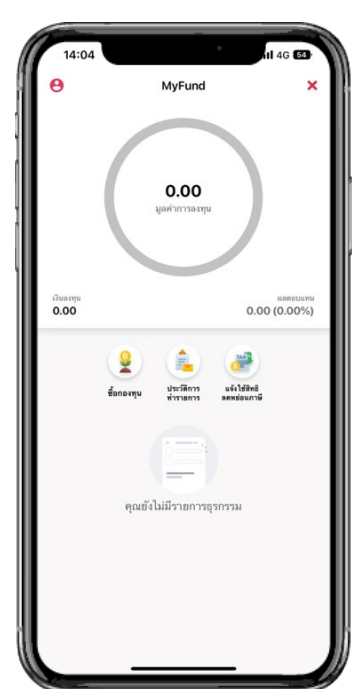 14:04 4G 54
MyFund
0.00
มูลค่าการลงทุน
เงินลงทุน ผลตอบแทน
0.00 0.00 (0.00%)
ซื้อกองทุน
ประวัติการ
ทำรายการ
แจ้งใช้สิทธิ
ลดหย่อนภาษี
คุณยังไม่มีรายการธุรกรรม